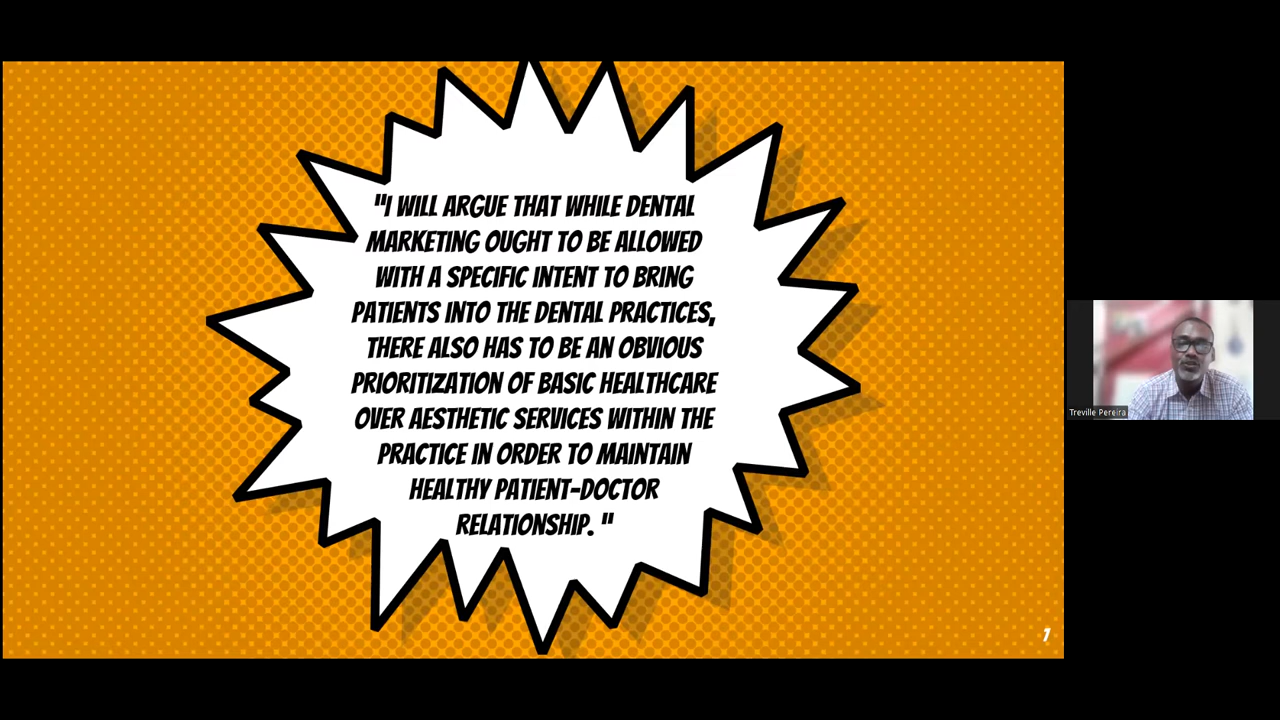 "I WILL ARGUE THAT WHILE DENTAL
MARKETING OUGHT TO BE ALLOWED
WITH A SPECIFIC INTENT TO BRING
PATIENTS INTO THE DENTAL PRACTICES,
THERE ALSO HAS TO BE AN OBVIOUS
PRIORITIZATION OF BASIC HEALTHCARE
OVER AESTHETIC SERVICES WITHIN THE
PRACTICE IN ORDER TO MAINTAIN
HEALTHY PATIENT-DOCTOR
RELATIONSHIP. "
1
Treville Pereira